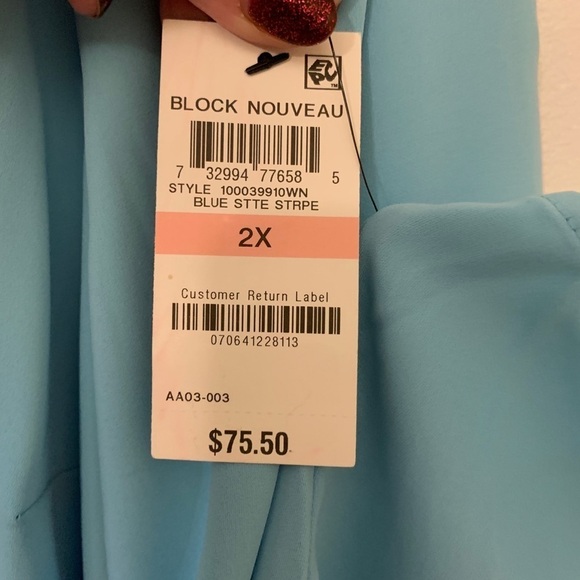 EPC™
BLOCK NOUVEAU
7 32994 77658 5
STYLE 100039910WN
BLUE STTE STRPE
2X
Customer Return Label
070641228113
AA03-003
$75.50